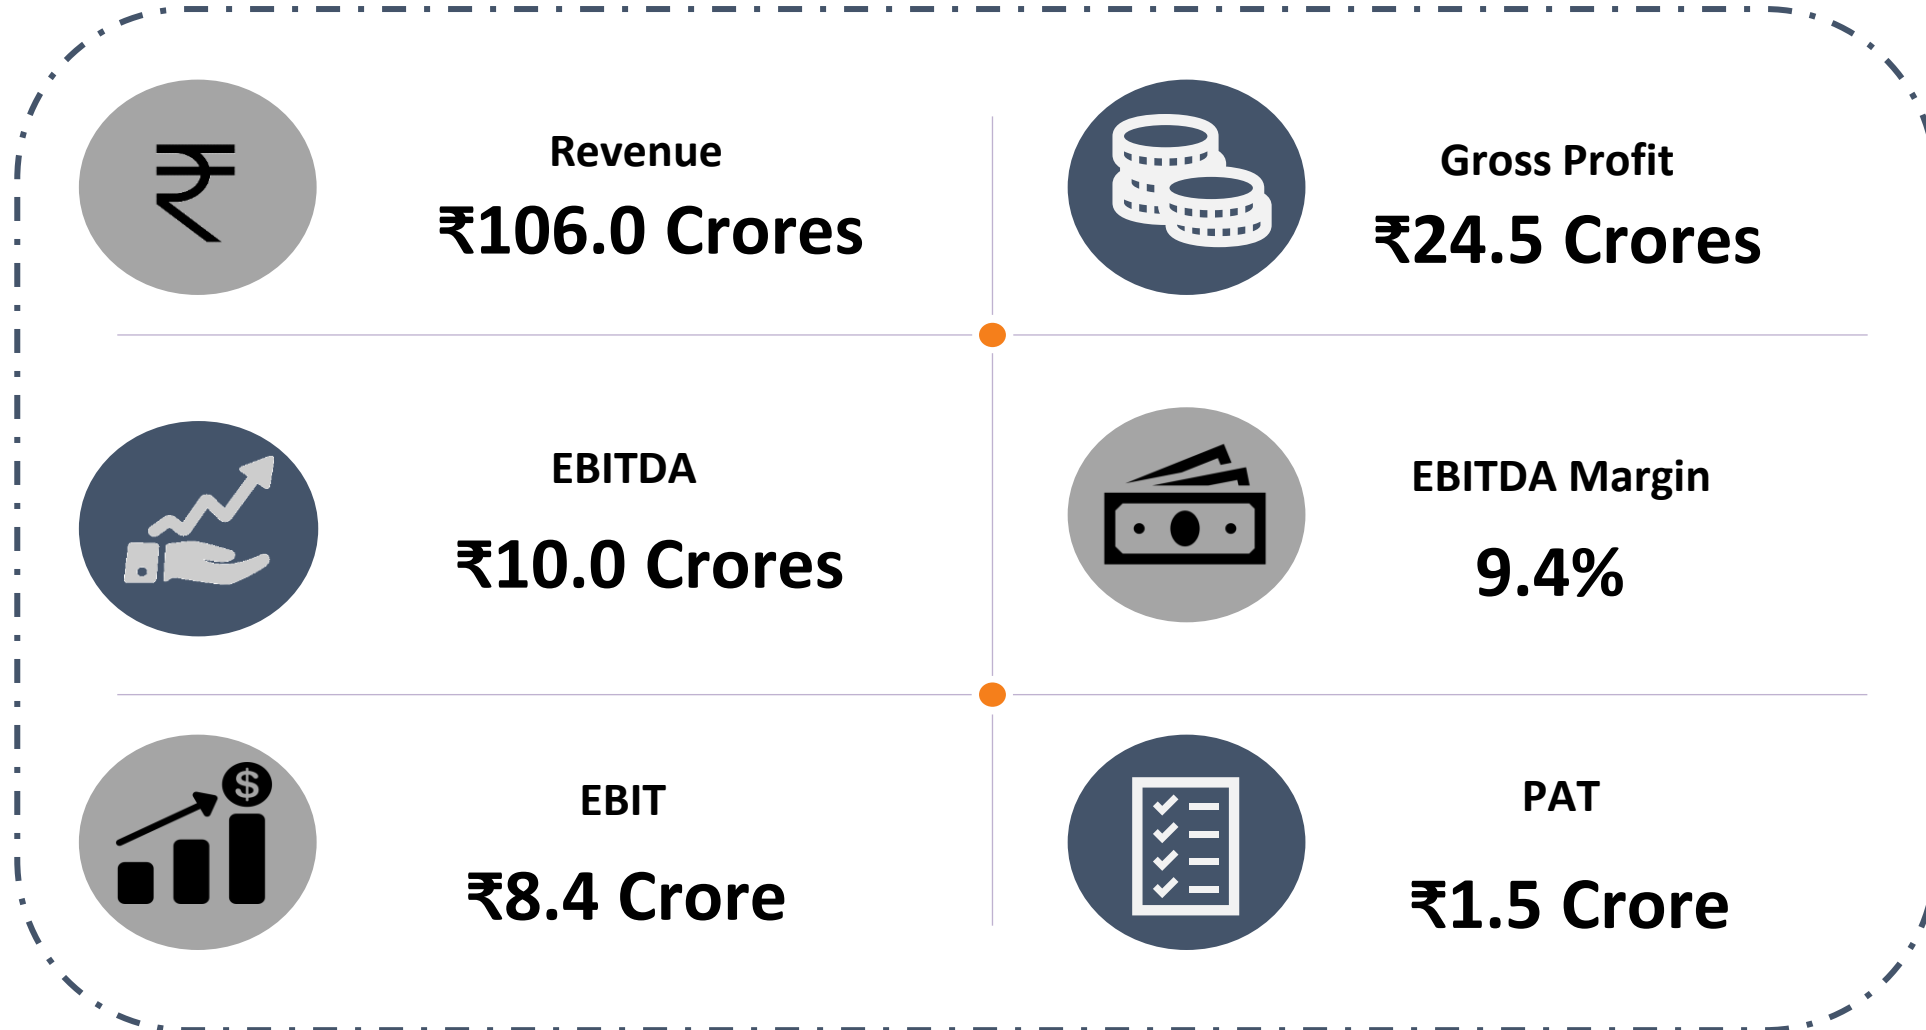 ₹
Revenue
₹106.0 Crores
Gross Profit
₹24.5 Crores
EBITDA
₹10.0 Crores
EBITDA Margin
9.4%
$
EBIT
₹8.4 Crore
PAT
₹1.5 Crore